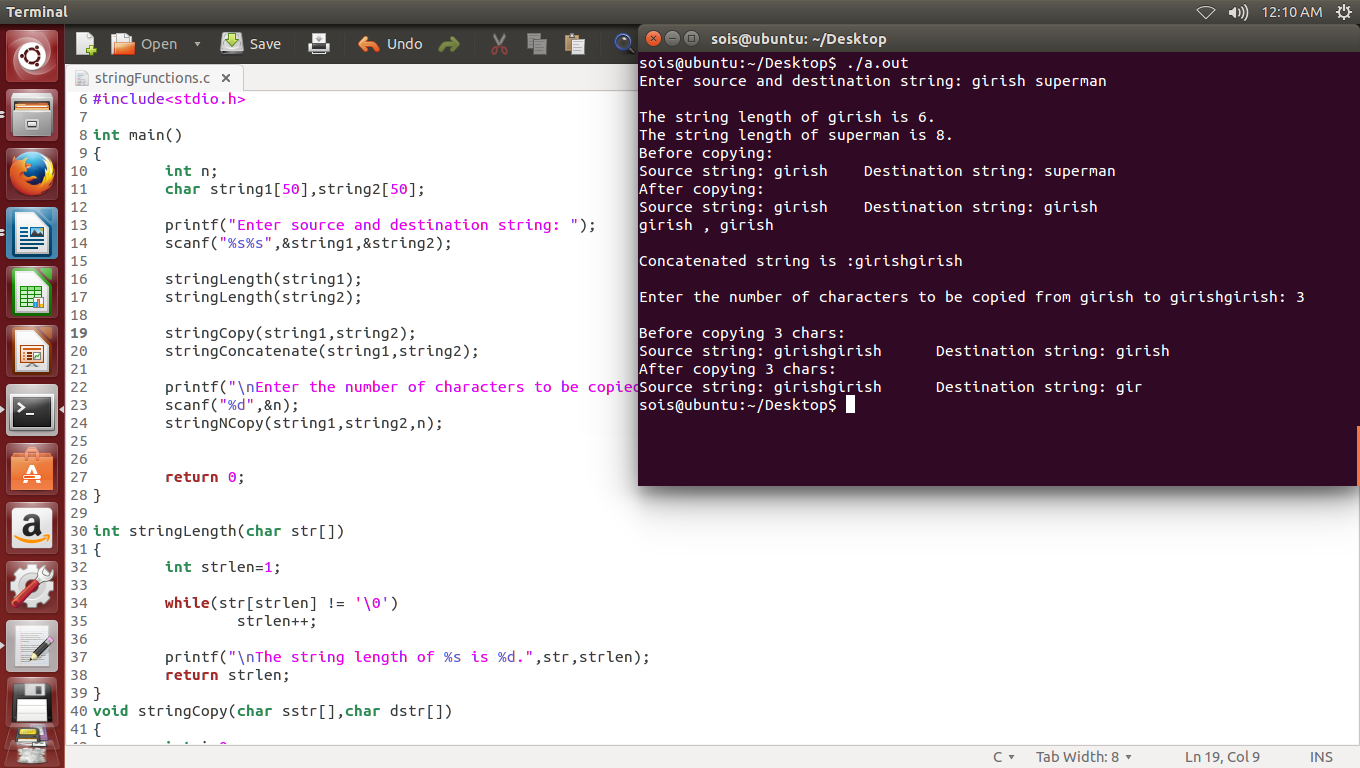 Terminal
12:10 AM
Open
Save
Undo
stringFunctions.c
6 #include<stdio.h>
7
8 int main()
9 {
10 int n;
11 char string1[50],string2[50];
12
13 printf("Enter source and destination string: ");
14 scanf("%s%s",&string1,&string2);
15
16 stringLength(string1);
17 stringLength(string2);
18
19 stringCopy(string1,string2);
20 stringConcatenate(string1,string2);
21
22 printf("\nEnter the number of characters to be copied
23 scanf("%d",&n);
24 stringNCopy(string1,string2,n);
25
26
27 return 0;
28 }
29
30 int stringLength(char str[])
31 {
32 int strlen=1;
33
34 while(str[strlen] != '\0')
35 strlen++;
36
37 printf("\nThe string length of %s is %d.",str,strlen);
38 return strlen;
39 }
40 void stringCopy(char sstr[],char dstr[])
41 {
C
Tab Width: 8
Ln 19, Col 9
INS
sois@ubuntu: ~/Desktop
sois@ubuntu:~/Desktop$ ./a.out
Enter source and destination string: girish superman
The string length of girish is 6.
The string length of superman is 8.
Before copying:
Source string: girish Destination string: superman
After copying:
Source string: girish Destination string: girish
girish , girish
Concatenated string is :girishgirish
Enter the number of characters to be copied from girish to girishgirish: 3
Before copying 3 chars:
Source string: girishgirish Destination string: girish
After copying 3 chars:
Source string: girishgirish Destination string: gir
sois@ubuntu:~/Desktop$